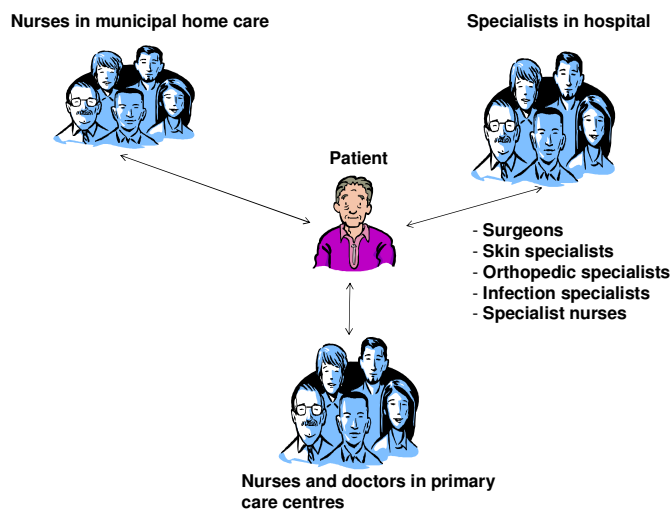 Nurses in municipal home care
Specialists in hospital
Patient
- Surgeons
- Skin specialists
- Orthopedic specialists
- Infection specialists
- Specialist nurses
Nurses and doctors in primary
care centres